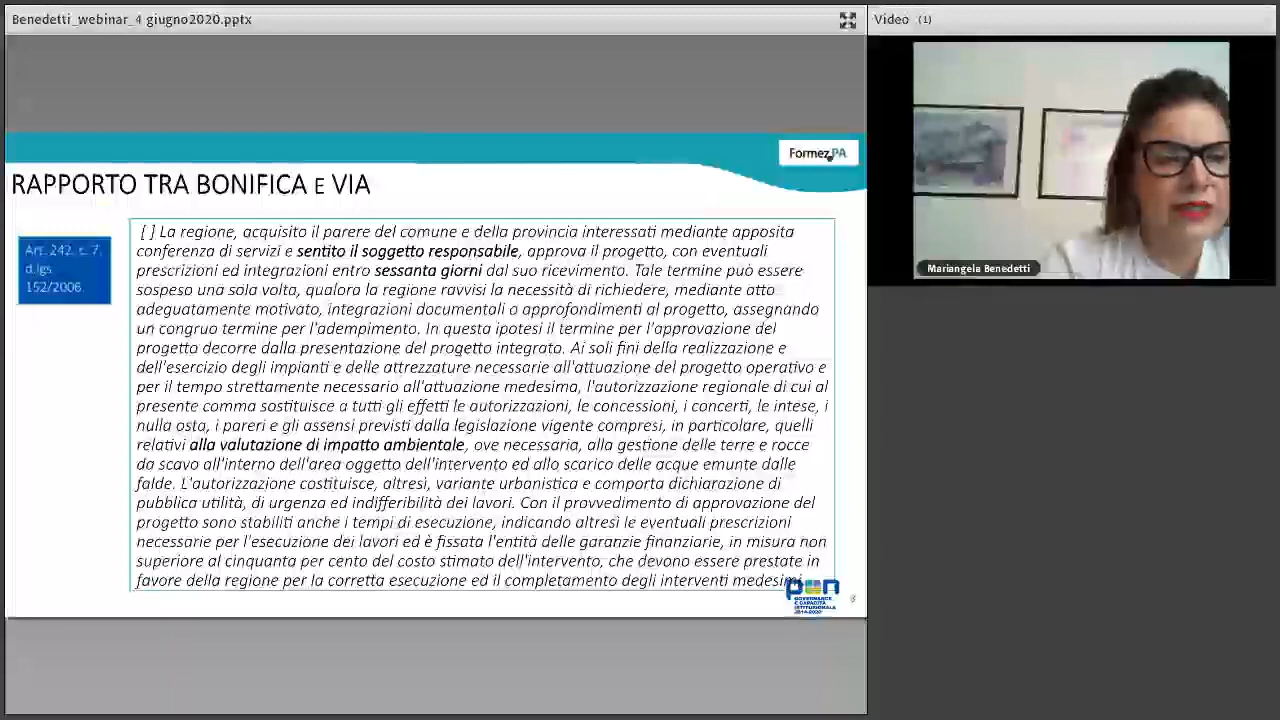 Benedetti_webinar_4 giugno2020.pptx
Video (1)
FormezPA
RAPPORTO TRA BONIFICA E VIA
Art. 242, c. 7,
d.lgs
152/2006
[ ] La regione, acquisito il parere del comune e della provincia interessati mediante apposita
conferenza di servizi e sentito il soggetto responsabile, approva il progetto, con eventuali
prescrizioni ed integrazioni entro sessanta giorni dal suo ricevimento. Tale termine può essere
sospeso una sola volta, qualora la regione ravvisi la necessità di richiedere, mediante atto
adeguatamente motivato, integrazioni documentali o approfondimenti al progetto, assegnando
un congruo termine per l'adempimento. In questa ipotesi il termine per l'approvazione del
progetto decorre dalla presentazione del progetto integrato. Ai soli fini della realizzazione e
dell'esercizio degli impianti e delle attrezzature necessarie all'attuazione del progetto operativo e
per il tempo strettamente necessario all'attuazione medesima, l'autorizzazione regionale di cui al
presente comma sostituisce a tutti gli effetti le autorizzazioni, le concessioni, i concerti, le intese, i
nulla osta, i pareri e gli assensi previsti dalla legislazione vigente compresi, in particolare, quelli
relativi alla valutazione di impatto ambientale, ove necessaria, alla gestione delle terre e rocce
da scavo all'interno dell'area oggetto dell'intervento ed allo scarico delle acque emunte dalle
falde. L'autorizzazione costituisce, altresì, variante urbanistica e comporta dichiarazione di
pubblica utilità, di urgenza ed indifferibilità dei lavori. Con il provvedimento di approvazione del
progetto sono stabiliti anche i tempi di esecuzione, indicando altresì le eventuali prescrizioni
necessarie per l'esecuzione dei lavori ed è fissata l'entità delle garanzie finanziarie, in misura non
superiore al cinquanta per cento del costo stimato dell'intervento, che devono essere prestate in
favore della regione per la corretta esecuzione ed il completamento degli interventi medesimi.
pon
GOVERNANCE
E CAPACITÀ
ISTITUZIONALE
2014-2020
Mariangela Benedetti